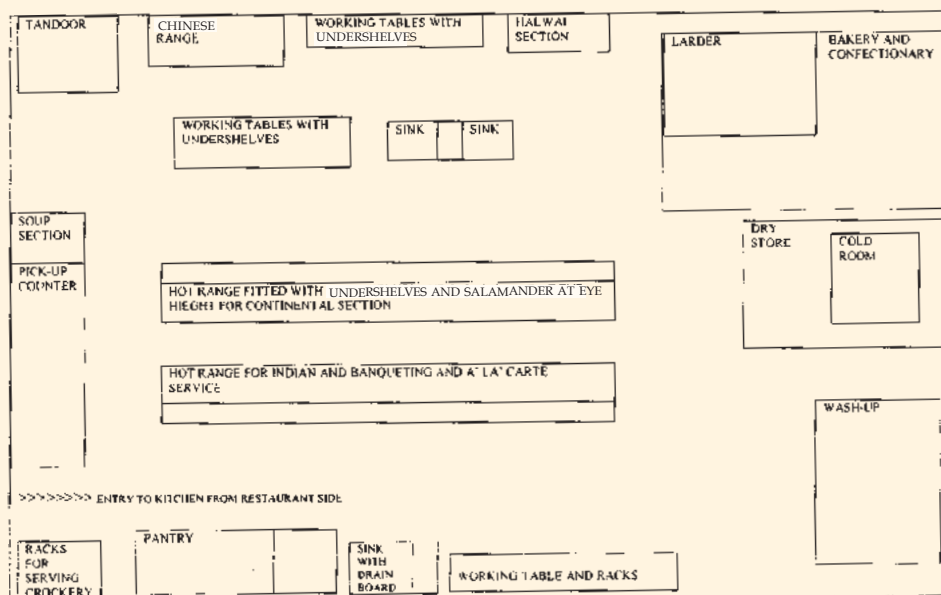 TANDOOR
CHINESE
RANGE
WORKING TABLES WITH
UNDERSHELVES
HALWAI
SECTION
LARDER
BAKERY AND
CONFECTIONARY
WORKING TABLES WITH
UNDERSHELVES
SINK
SINK
SOUP
SECTION
PICK-UP
COUNTER
DRY
STORE
COLD
ROOM
HOT RANGE FITTED WITH UNDERSHELVES AND SALAMANDER AT EYE
HIEGHT FOR CONTINENTAL SECTION
HOT RANGE FOR INDIAN AND BANQUETING AND A' LA' CARTE
SERVICE
WASH-UP
>>>>>>>> ENTRY TO KITCHEN FROM RESTAURANT SIDE
RACKS
FOR
SERVING
CROCKERY
PANTRY
SINK
WITH
DRAIN
BOARD
WORKING TABLE AND RACKS